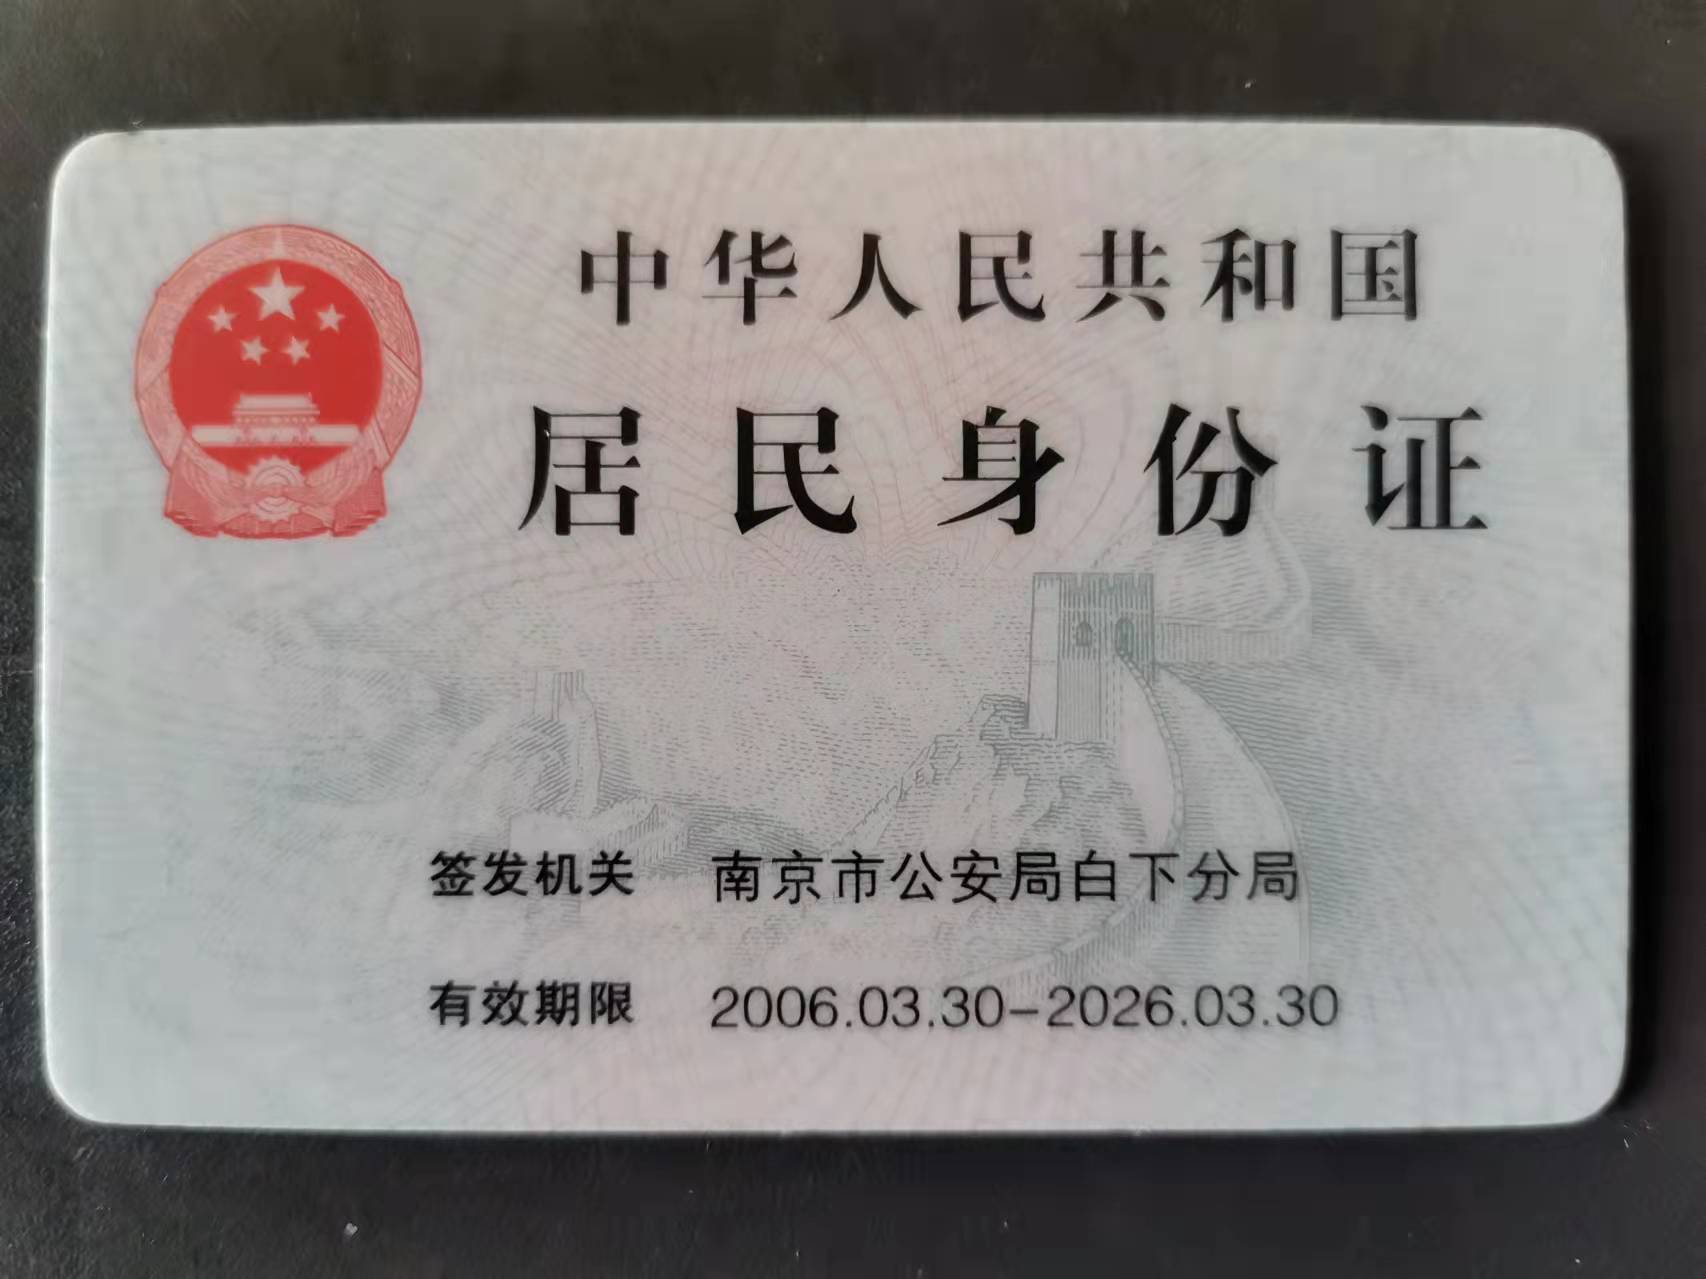 中华人民共和国
居民身份证
签发机关 南京市公安局白下分局
有效期限 2006.03.30-2026.03.30